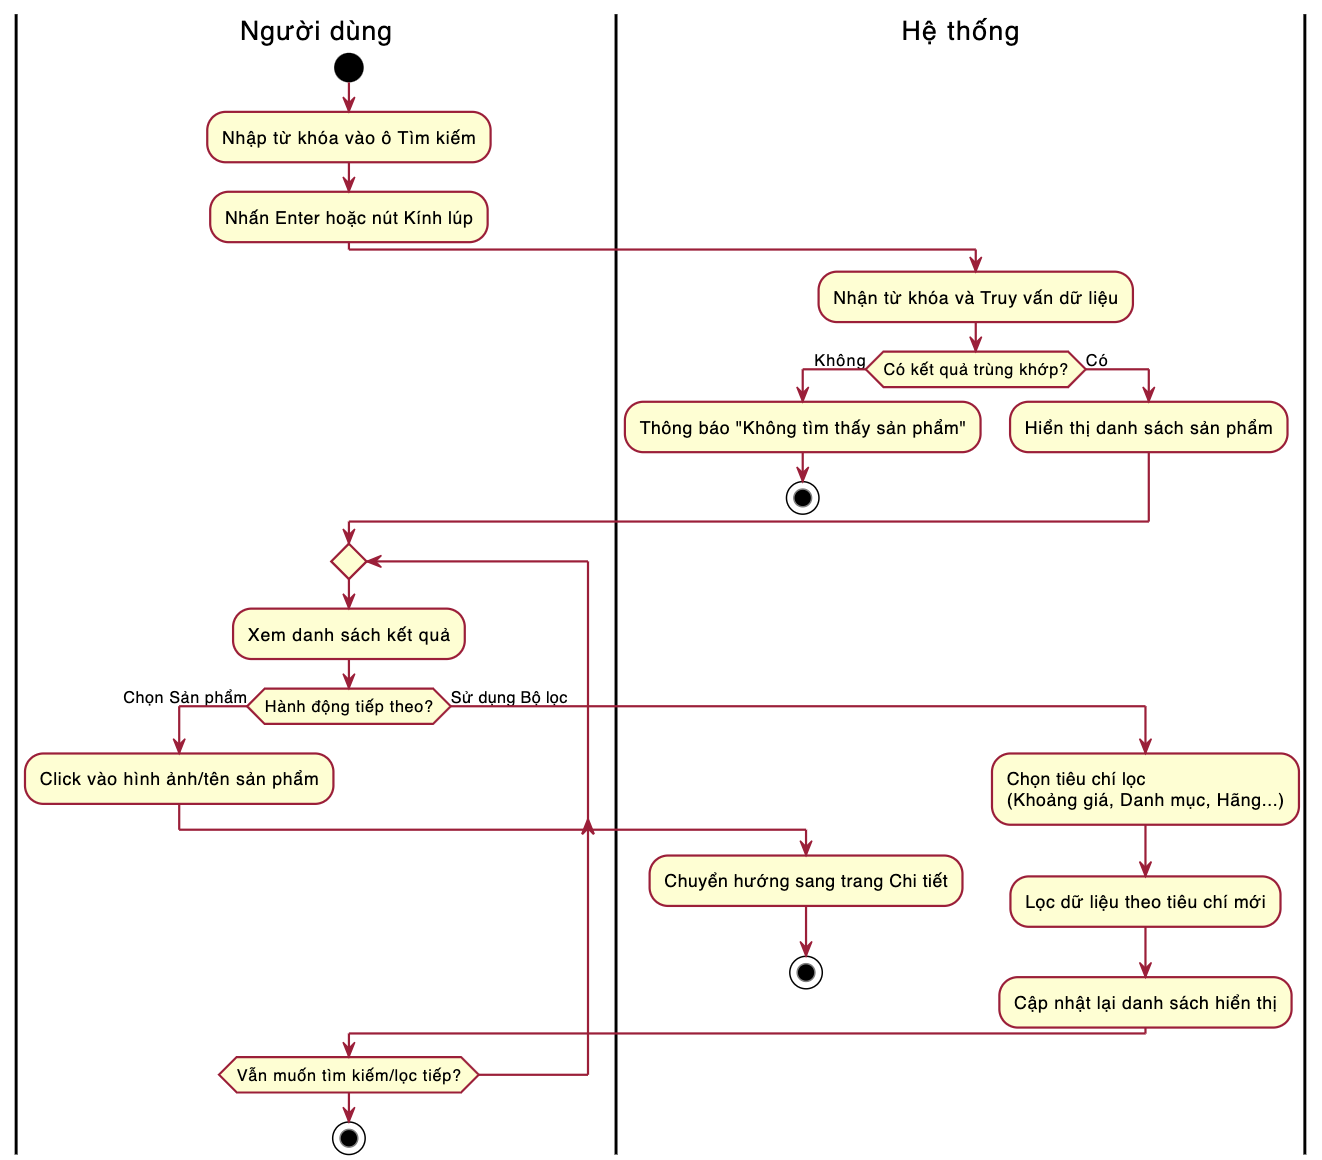 Người dùng
Hệ thống
Nhập từ khóa vào ô Tìm kiếm
Nhấn Enter hoặc nút Kính lúp
Nhận từ khóa và Truy vấn dữ liệu
Không
Có kết quả trùng khớp?
Có
Thông báo "Không tìm thấy sản phẩm"
Hiển thị danh sách sản phẩm
Xem danh sách kết quả
Chọn Sản phẩm
Hành động tiếp theo?
Sử dụng Bộ lọc
Click vào hình ảnh/tên sản phẩm
Chọn tiêu chí lọc
(Khoảng giá, Danh mục, Hãng...)
Chuyển hướng sang trang Chi tiết
Lọc dữ liệu theo tiêu chí mới
Cập nhật lại danh sách hiển thị
Vẫn muốn tìm kiếm/lọc tiếp?